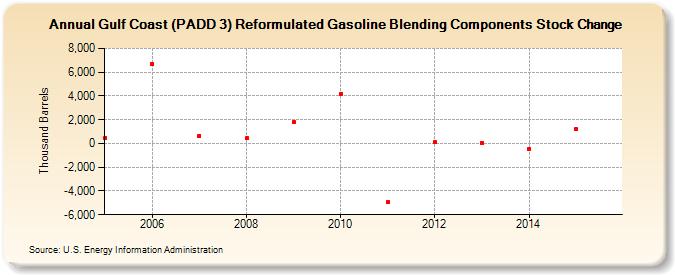 Annual Gulf Coast (PADD 3) Reformulated Gasoline Blending Components Stock Change
Thousand Barrels
8,000
6,000
4,000
2,000
0
-2,000
-4,000
-6,000
2006 2008 2010 2012 2014
Source: U.S. Energy Information Administration